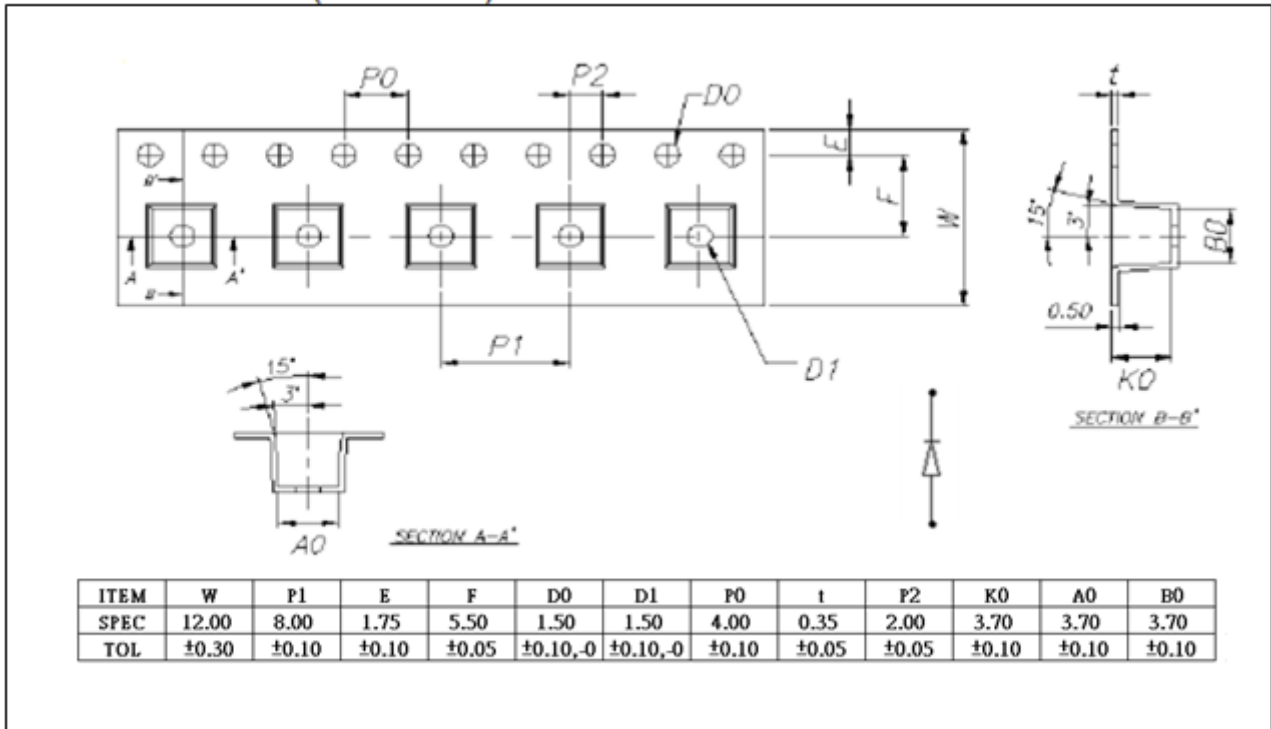 P0 P2 D0 t
E F W
B' A A' B
15° 3° B0
P1 D1 0.50
K0
15° 3°
SECTION B-B'
A0 SECTION A-A'
ITEM W P1 E F D0 D1 P0 t P2 K0 A0 B0
SPEC 12.00 8.00 1.75 5.50 1.50 1.50 4.00 0.35 2.00 3.70 3.70 3.70
TOL ±0.30 ±0.10 ±0.10 ±0.05 ±0.10,-0 ±0.10,-0 ±0.10 ±0.05 ±0.05 ±0.10 ±0.10 ±0.10